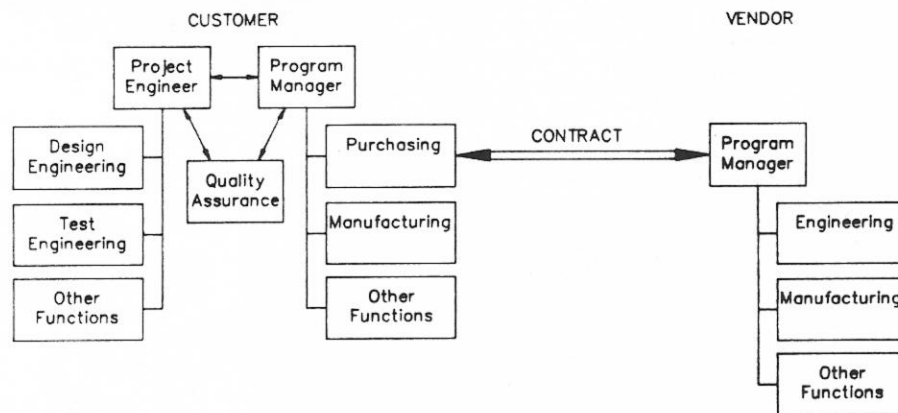 CUSTOMER
VENDOR
Project
Engineer
Program
Manager
Design
Engineering
Test
Engineering
Other
Functions
Quality
Assurance
Purchasing
Manufacturing
Other
Functions
CONTRACT
Program
Manager
Engineering
Manufacturing
Other
Functions